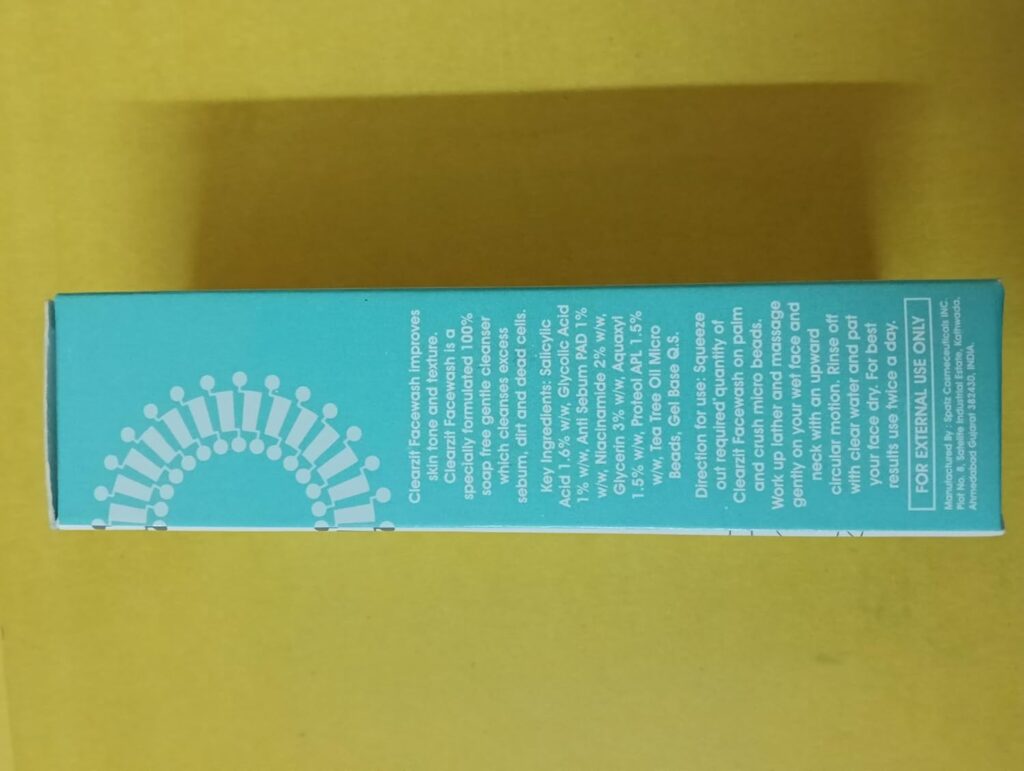 Clearzit Facewash improves
skin tone and texture.
Clearzit Facewash is a
specially formulated 100%
soap free gentle cleanser
which cleanses excess
sebum, dirt and dead cells.
Key Ingredients: Salicylic
Acid 1.6% w/w, Glycolic Acid
1% w/w, Anti Sebum PAD 1%
w/w, Niacinamide 2% w/w,
Glycerin 3% w/w, Aquaxyl
1.5% w/w, Proteol APL 1.5%
w/w, Tea Tree Oil Micro
Beads, Gel Base Q.S.
Direction for use: Squeeze
out required quantity of
Clearzit Facewash on palm
and crush micro beads.
Work up lather and massage
gently on your wet face and
neck with an upward
circular motion. Rinse off
with clear water and pat
your face dry. For best
results use twice a day.
FOR EXTERNAL USE ONLY
Manufactured By : Spatz Cosmeceuticals INC.
Plot No. 8, Satellite Industrial Estate, Kathwada,
Ahmedabad Gujarat 382430, INDIA.